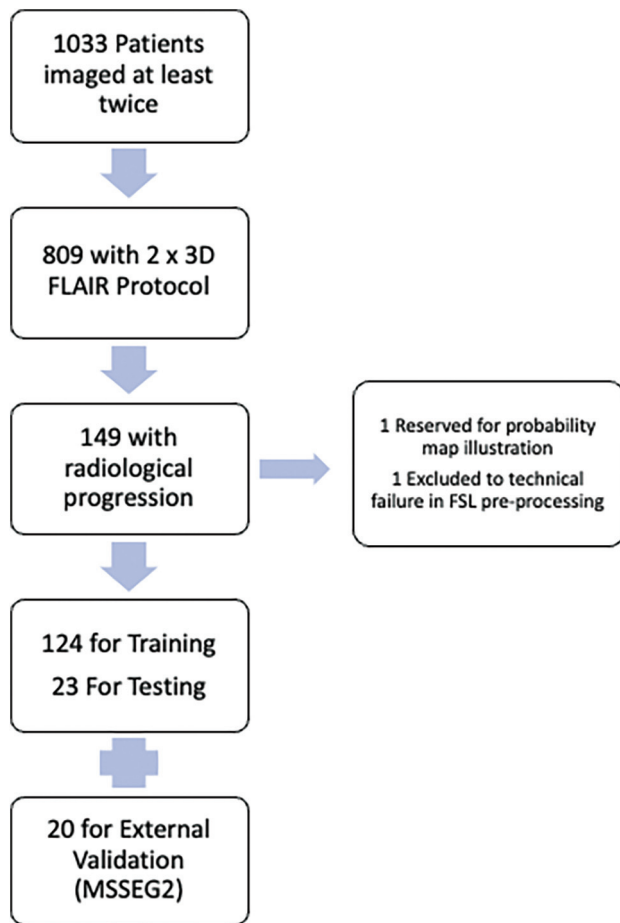 1033 Patients
imaged at least
twice
809 with 2 x 3D
FLAIR Protocol
149 with
radiological
progression
1 Reserved for probability
map illustration
1 Excluded to technical
failure in FSL pre-processing
124 for Training
23 For Testing
20 for External
Validation
(MSSEG2)